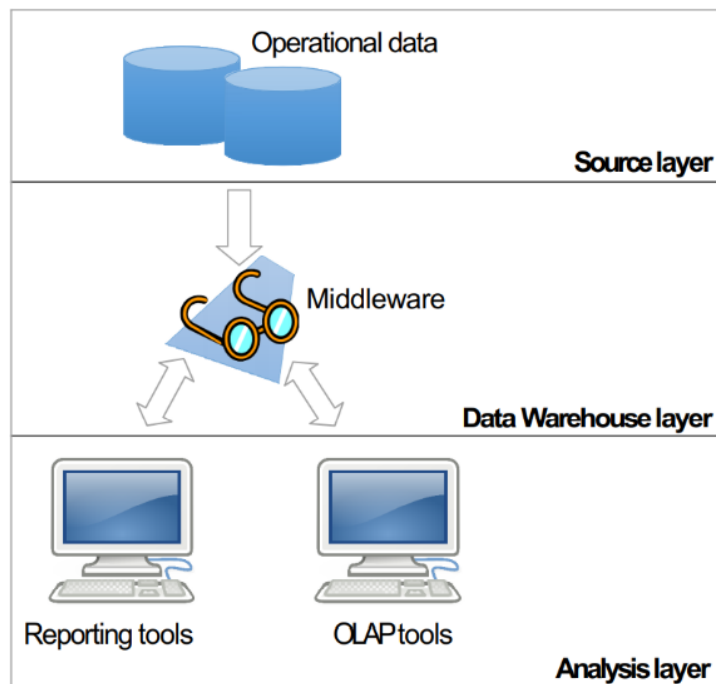 Operational data
Source layer
Middleware
Data Warehouse layer
Reporting tools
OLAP tools
Analysis layer